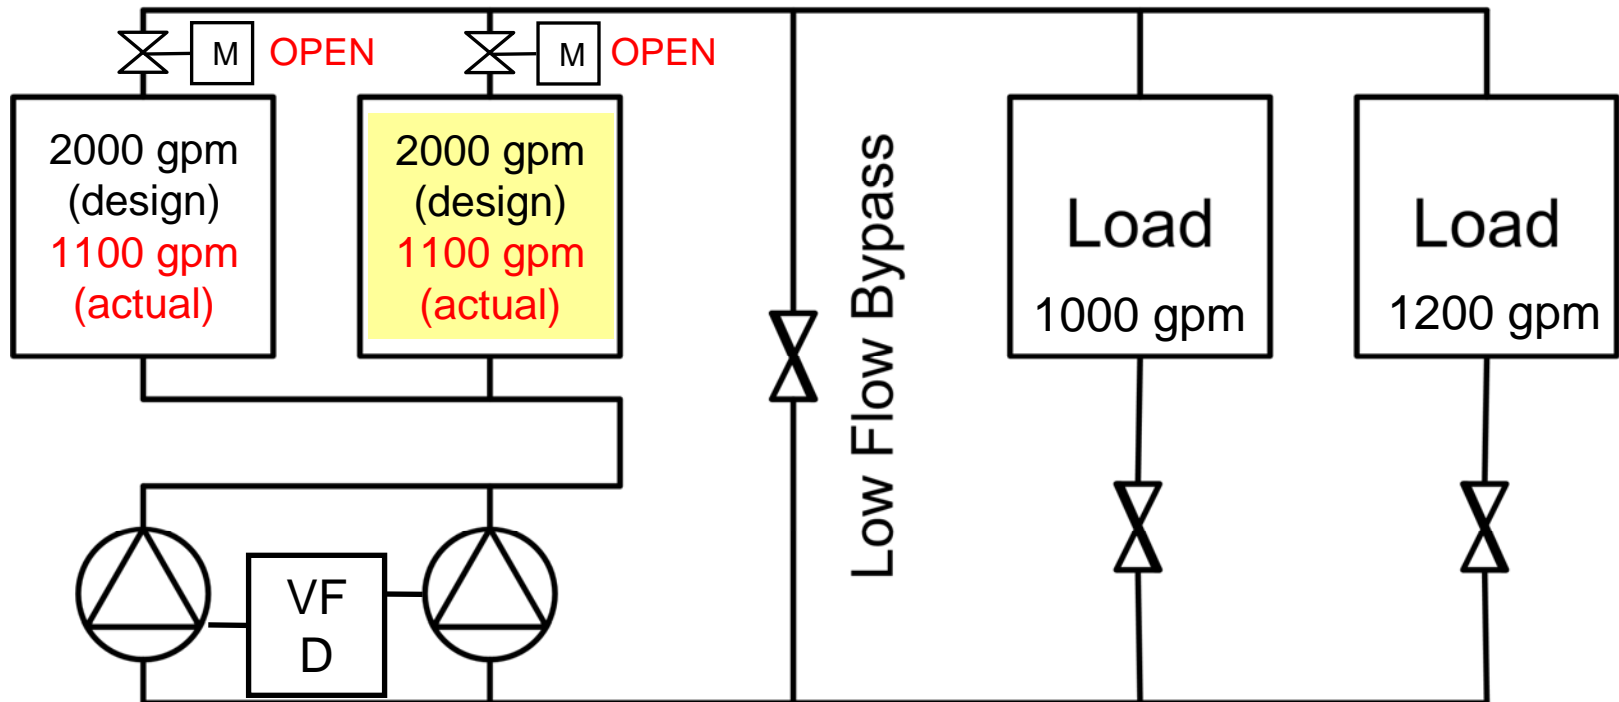 M OPEN
M OPEN
2000 gpm
(design)
1100 gpm
(actual)
2000 gpm
(design)
1100 gpm
(actual)
Low Flow Bypass
Load
1000 gpm
Load
1200 gpm
VF
D